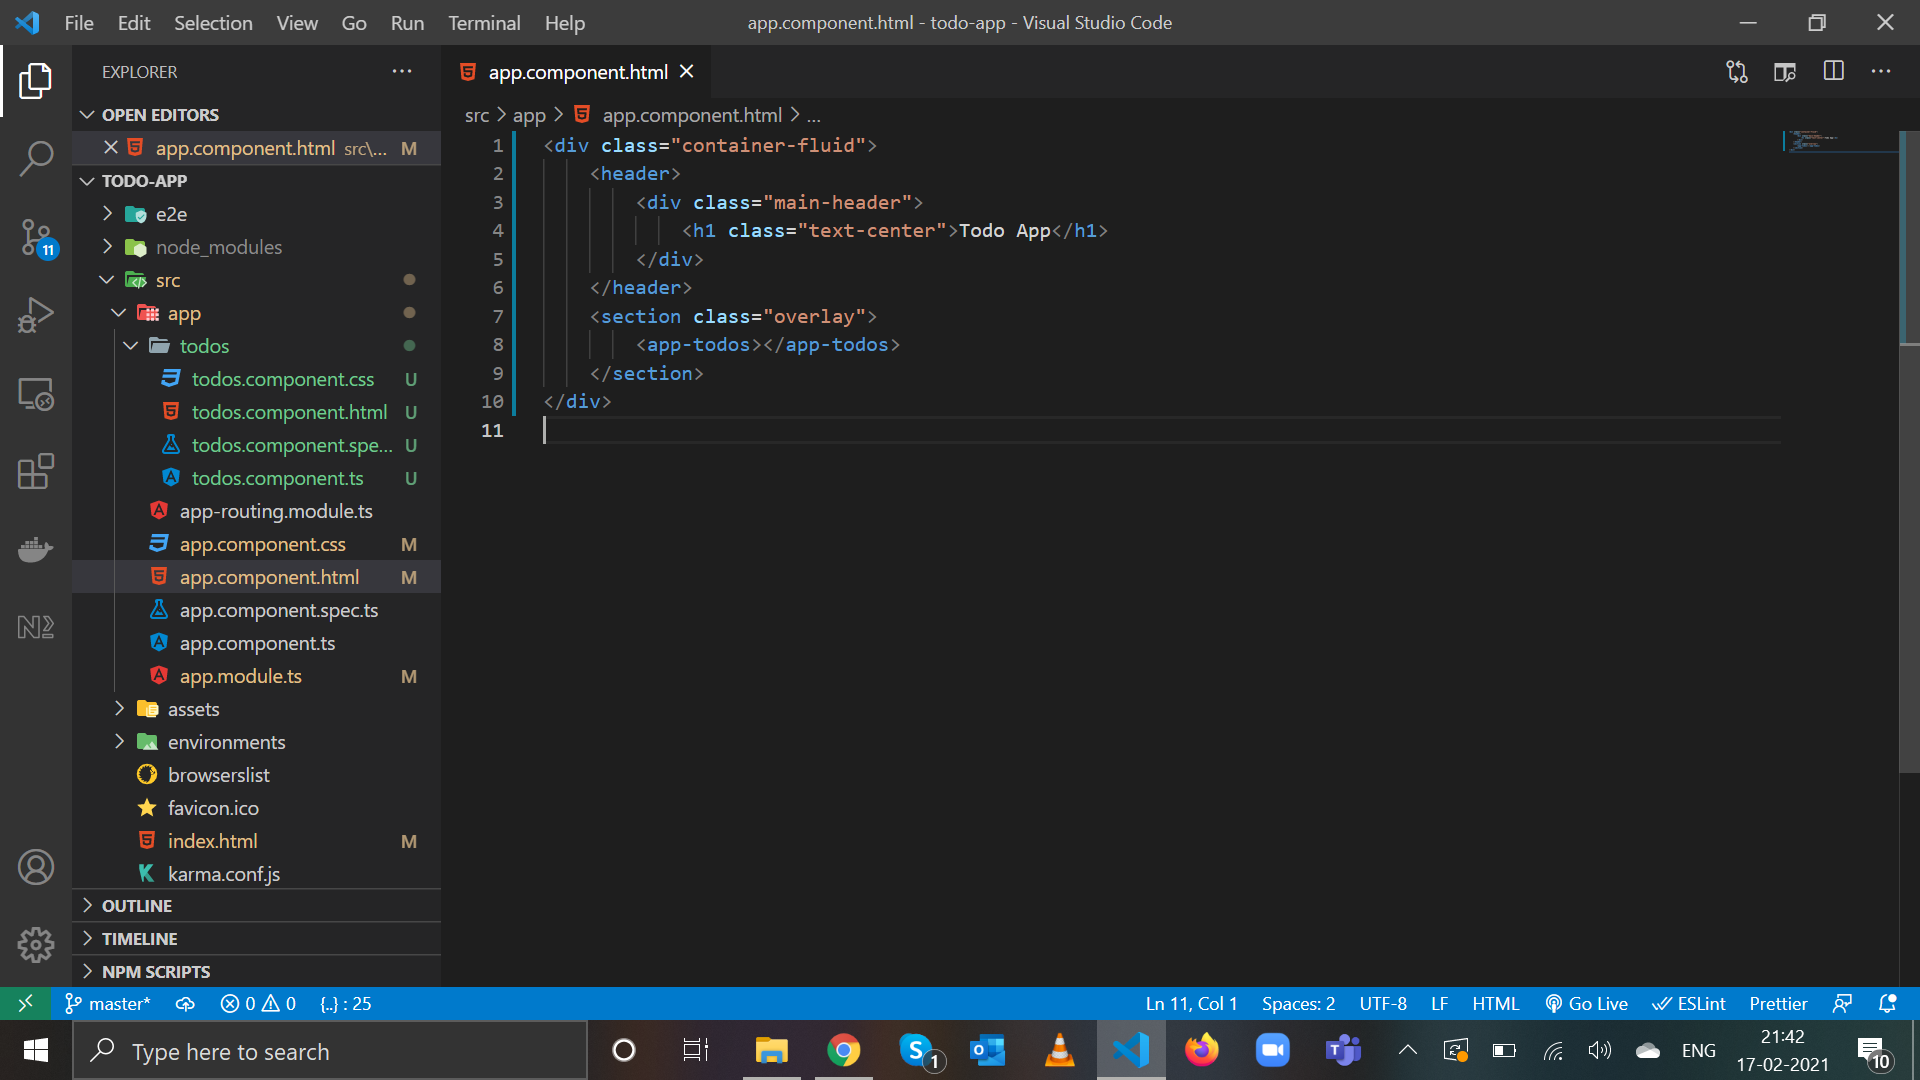 File Edit Selection View Go Run Terminal Help
app.component.html - todo-app - Visual Studio Code
EXPLORER
OPEN EDITORS
app.component.html src\... M
TODO-APP
e2e
node_modules
src
app
todos
todos.component.css U
todos.component.html U
todos.component.spe... U
todos.component.ts U
app-routing.module.ts
app.component.css M
app.component.html M
app.component.spec.ts
app.component.ts
app.module.ts M
assets
environments
browserslist
favicon.ico
index.html M
karma.conf.js
OUTLINE
TIMELINE
NPM SCRIPTS
11
app.component.html
src > app > app.component.html > ...
1 <div class="container-fluid">
2 <header>
3 <div class="main-header">
4 <h1 class="text-center">Todo App</h1>
5 </div>
6 </header>
7 <section class="overlay">
8 <app-todos></app-todos>
9 </section>
10 </div>
11
master* 0 0 {..} : 25
Ln 11, Col 1 Spaces: 2 UTF-8 LF HTML Go Live ESLint Prettier
Type here to search
1
ENG
21:42
17-02-2021
10